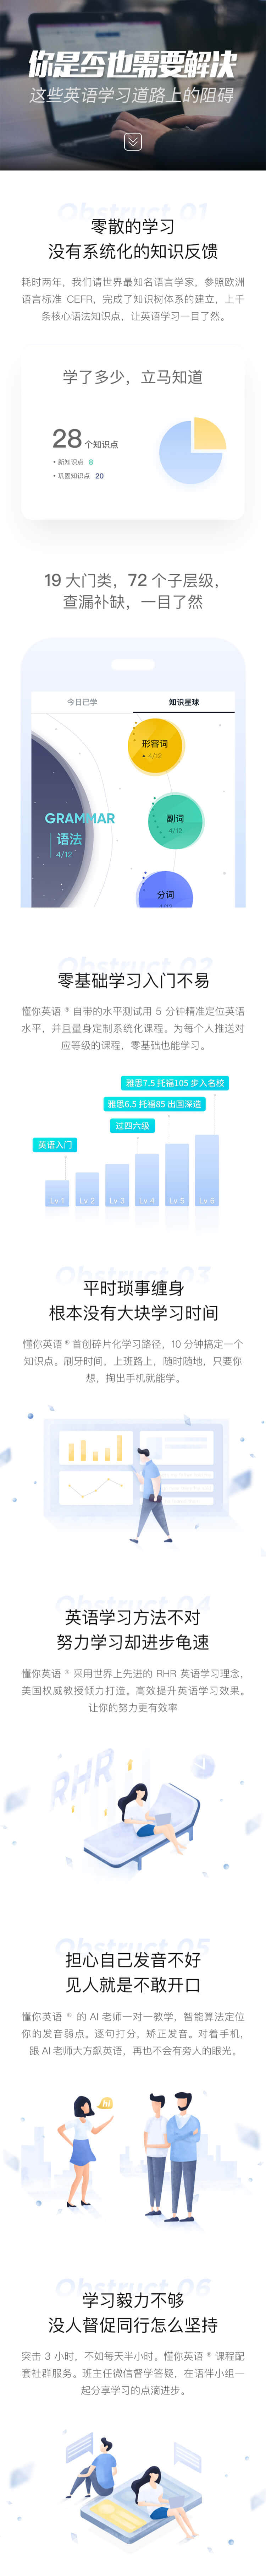 你是否也需要解决
这些英语学习道路上的阻碍
Obstruct 01
零散的学习
没有系统化的知识反馈
耗时两年，我们请世界最知名语言学家，参照欧洲
语言标准 CEFR，完成了知识树体系的建立，上千
条核心语法知识点，让英语学习一目了然。
学了多少，立马知道
28个知识点
• 新知识点 8
• 巩固知识点 20
19 大门类，72 个子层级，
查漏补缺，一目了然
今日已学
知识星球
形容词
4/12
副词
4/12
GRAMMAR
语法
4/12
分词
Obstruct 02
零基础学习入门不易
懂你英语 ® 自带的水平测试用 5 分钟精准定位英语
水平，并且量身定制系统化课程。为每个人推送对
应等级的课程，零基础也能学习。
雅思7.5 托福105 步入名校
雅思6.5 托福85 出国深造
过四六级
英语入门
Lv 1 Lv 2 Lv 3 Lv 4 Lv 5 Lv 6
Obstruct 03
平时琐事缠身
根本没有大块学习时间
懂你英语 ® 首创碎片化学习路径，10 分钟搞定一个
知识点。刷牙时间，上班路上，随时随地，只要你
想，掏出手机就能学。
Obstruct 04
英语学习方法不对
努力学习却进步龟速
懂你英语 ® 采用世界上先进的 RHR 英语学习理念，
美国权威教授倾力打造。高效提升英语学习效果。
让你的努力更有效率
RHR
Obstruct 05
担心自己发音不好
见人就是不敢开口
懂你英语 ® 的 AI 老师一对一教学，智能算法定位
你的发音弱点。逐句打分，矫正发音。对着手机，
跟 AI 老师大方飙英语，再也不会有旁人的眼光。
Hi
Obstruct 06
学习毅力不够
没人督促同行怎么坚持
突击 3 小时，不如每天半小时。懂你英语 ® 课程配
套社群服务。班主任微信督学答疑，在语伴小组一
起分享学习的点滴进步。